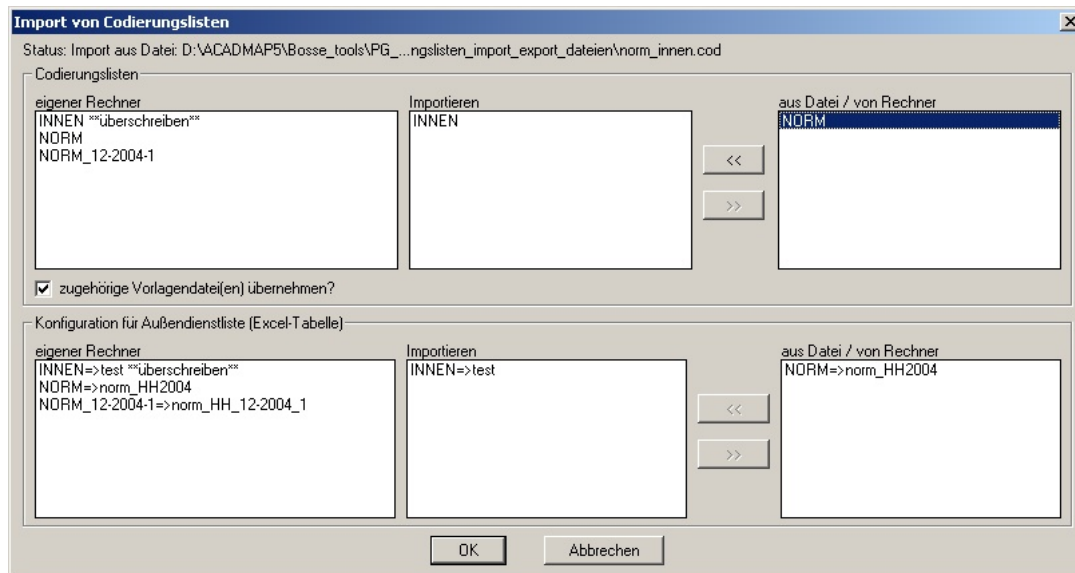 Import von Codierungslisten
Status: Import aus Datei: D:\ACADMAP5\Bosse_tools\PG_...ngslisten_import_export_dateien\norm_innen.cod
Codierungslisten
eigener Rechner
INNEN **überschreiben**
NORM
NORM_12-2004-1
Importieren
INNEN
<<
>>
aus Datei / von Rechner
NORM
zugehörige Vorlagendatei(en) übernehmen?
Konfiguration für Außendienstliste (Excel-Tabelle)
eigener Rechner
INNEN=>test **überschreiben**
NORM=>norm_HH2004
NORM_12-2004-1=>norm_HH_12-2004_1
Importieren
INNEN=>test
<<
>>
aus Datei / von Rechner
NORM=>norm_HH2004
OK
Abbrechen